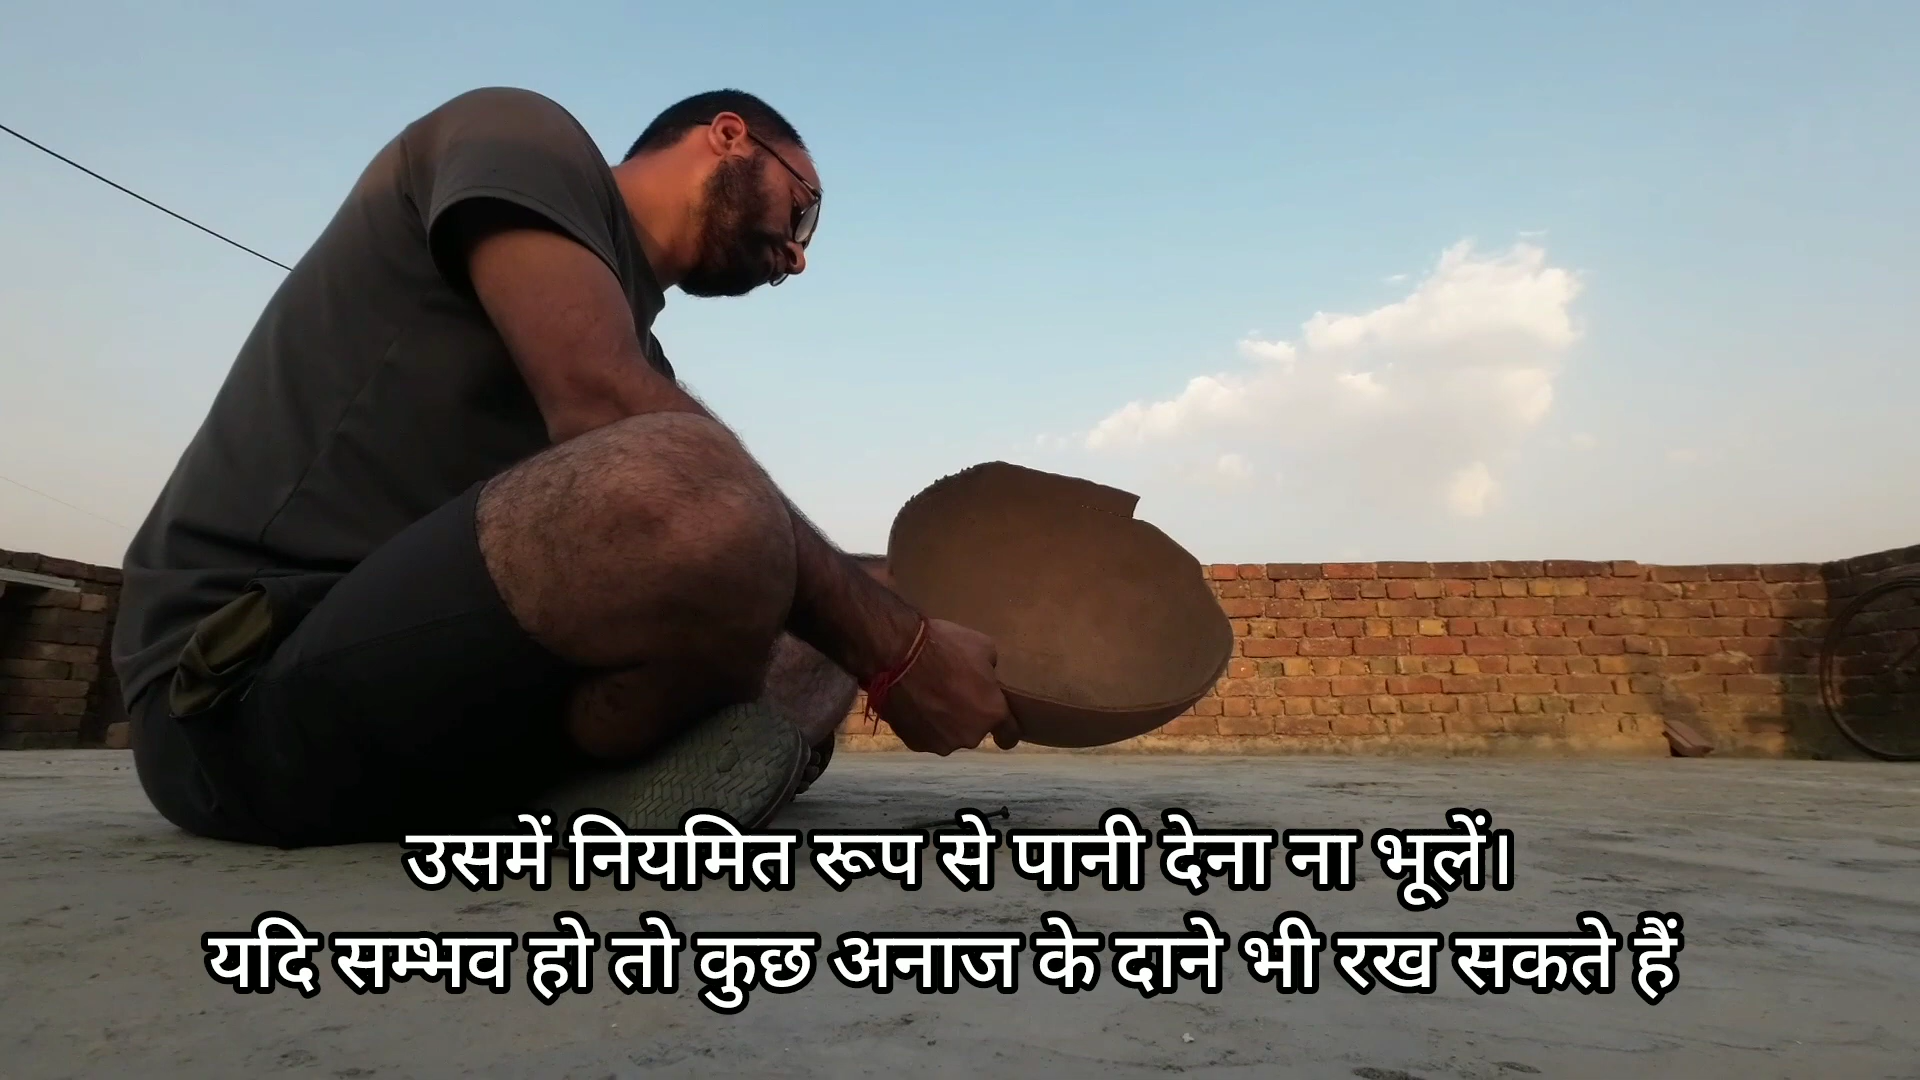 उसमें नियमित रूप से पानी देना ना भूलें।
यदि सम्भव हो तो कुछ अनाज के दाने भी रख सकते हैं